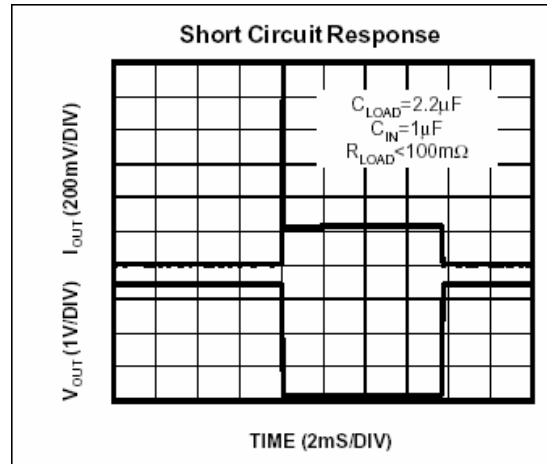 Short Circuit Response
C_LOAD=2.2μF
C_IN=1μF
R_LOAD<100mΩ
I_OUT (200mV/DIV)
V_OUT (1V/DIV)
TIME (2mS/DIV)